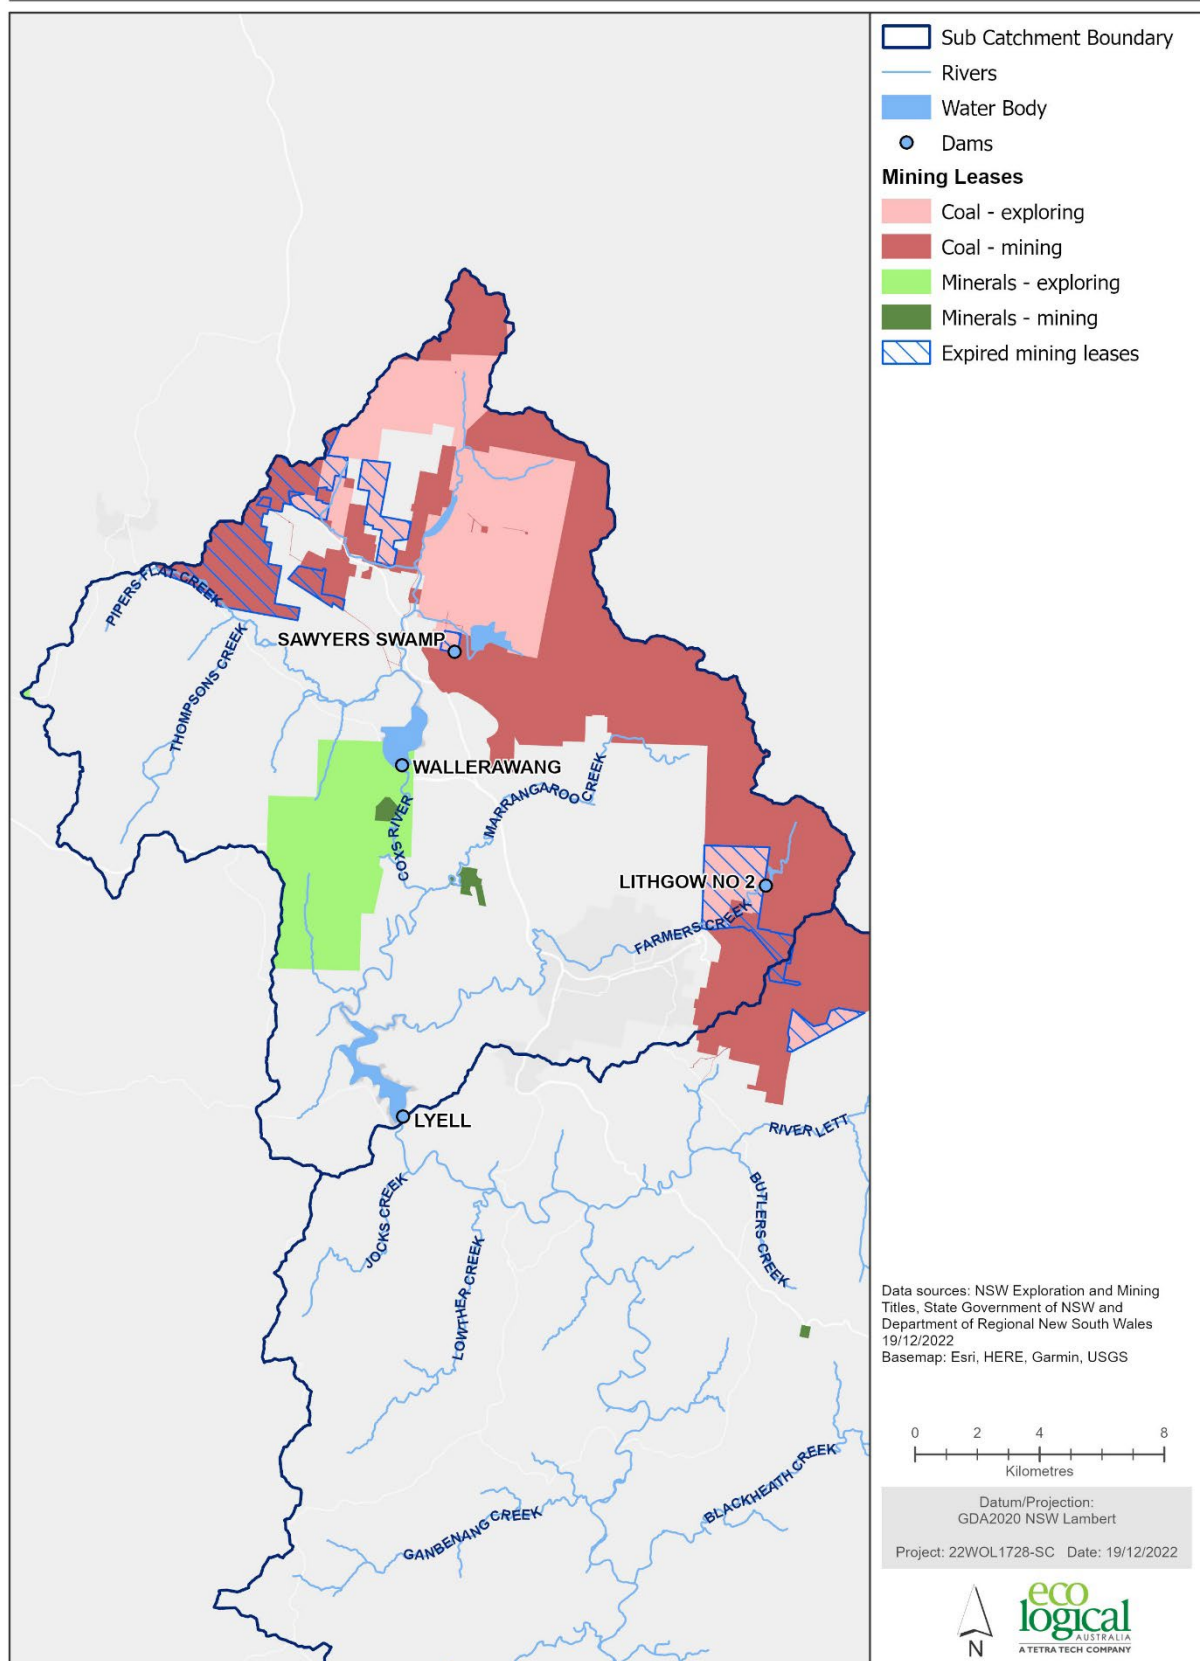 Sub Catchment Boundary
Rivers
Water Body
Dams
Mining Leases
Coal - exploring
Coal - mining
Minerals - exploring
Minerals - mining
Expired mining leases
PIPERS FLAT CREEK
THOMPSONS CREEK
SAWYERS SWAMP
WALLERAWANG
COXS RIVER
MARRANGAROO CREEK
LITHGOW NO 2
FARMERS CREEK
LYELL
RIVER LETT
JOCKS CREEK
LOWTHER CREEK
BUTLERS CREEK
GANBENANG CREEK
BLACKHEATH CREEK
Data sources: NSW Exploration and Mining
Titles, State Government of NSW and
Department of Regional New South Wales
19/12/2022
Basemap: Esri, HERE, Garmin, USGS
0 2 4 8
Kilometres
Datum/Projection:
GDA2020 NSW Lambert
Project: 22WOL1728-SC Date: 19/12/2022
N
eco
logical
AUSTRALIA
A TETRA TECH COMPANY